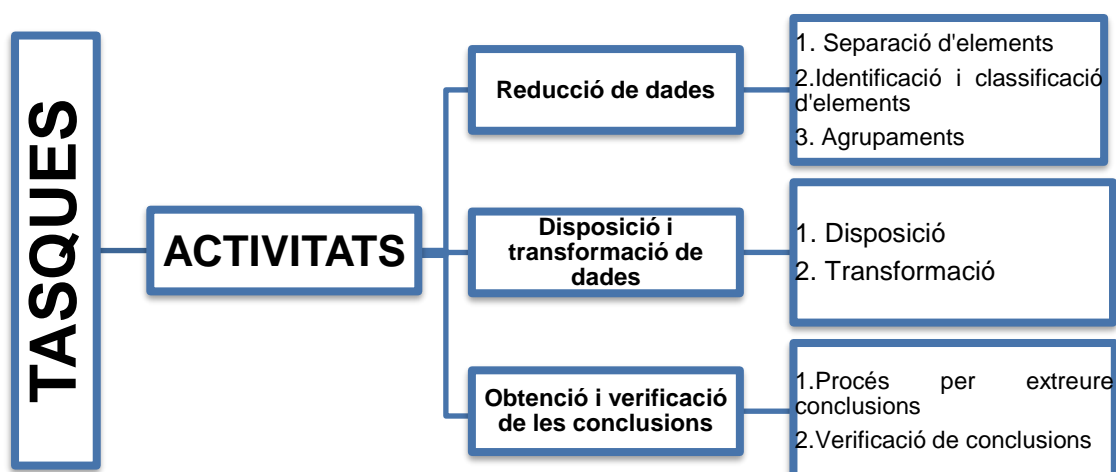 TASQUES
ACTIVITATS
Reducció de dades
1. Separació d'elements
2.Identificació i classificació
d'elements
3. Agrupaments
Disposició i
transformació de
dades
1. Disposició
2. Transformació
Obtenció i verificació
de les conclusions
1.Procés per extreure
conclusions
2.Verificació de conclusions